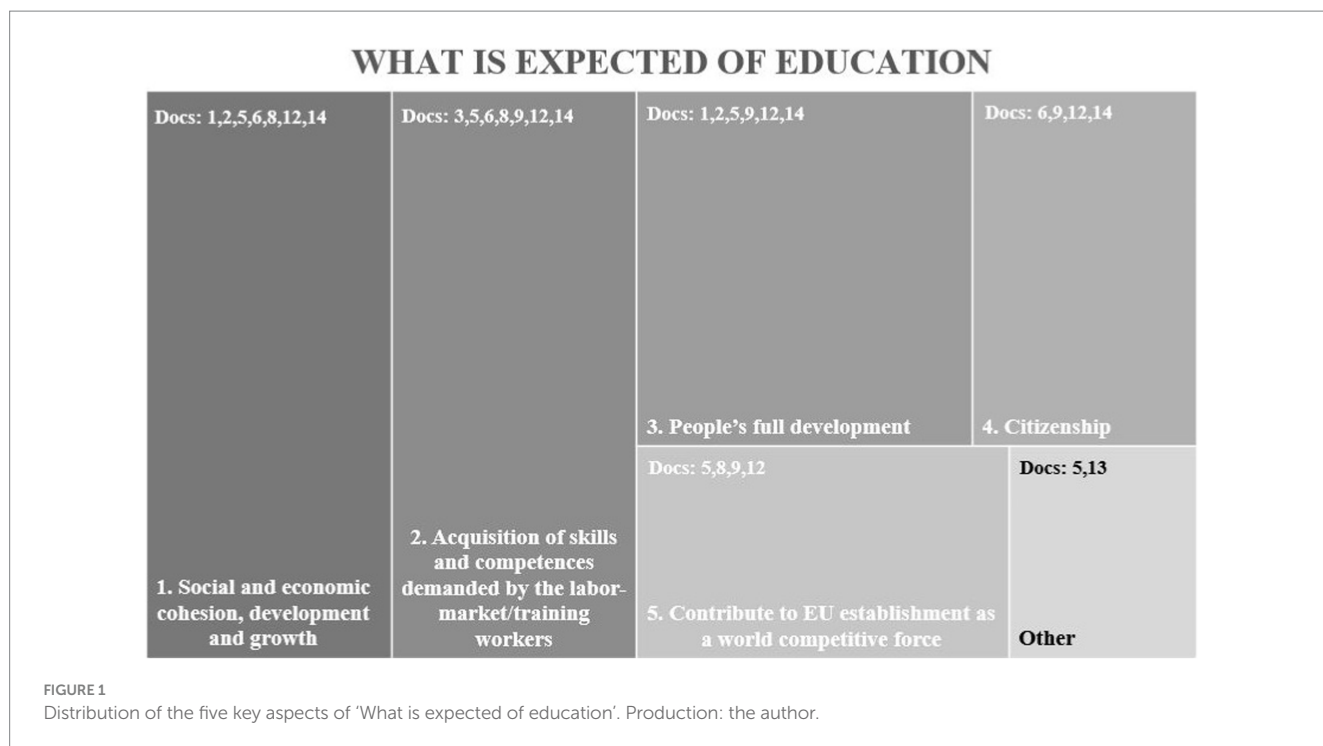 WHAT IS EXPECTED OF EDUCATION
Docs: 1,2,5,6,8,12,14
1. Social and economic
cohesion, development
and growth
Docs: 3,5,6,8,9,12,14
2. Acquisition of skills
and competences
demanded by the labor-
market/training
workers
Docs: 1,2,5,9,12,14
3. People’s full development
Docs: 6,9,12,14
4. Citizenship
Docs: 5,8,9,12
5. Contribute to EU establishment as
a world competitive force
Docs: 5,13
Other
FIGURE 1
Distribution of the five key aspects of ‘What is expected of education’. Production: the author.